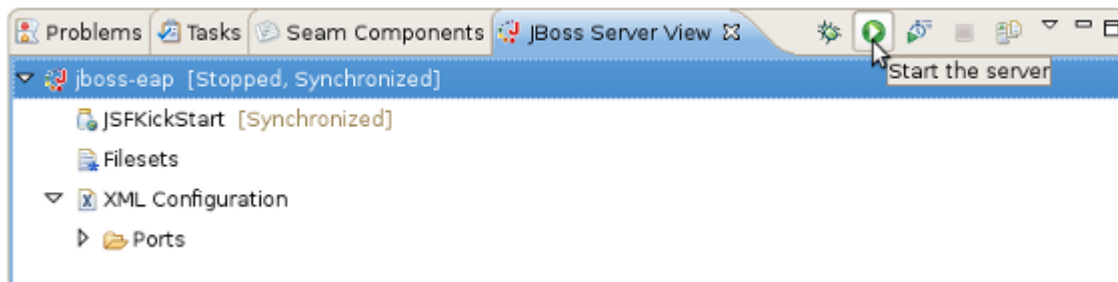 Problems Tasks Seam Components JBoss Server View
Start the server
jboss-eap [Stopped, Synchronized]
JSFKickStart [Synchronized]
Filesets
XML Configuration
Ports